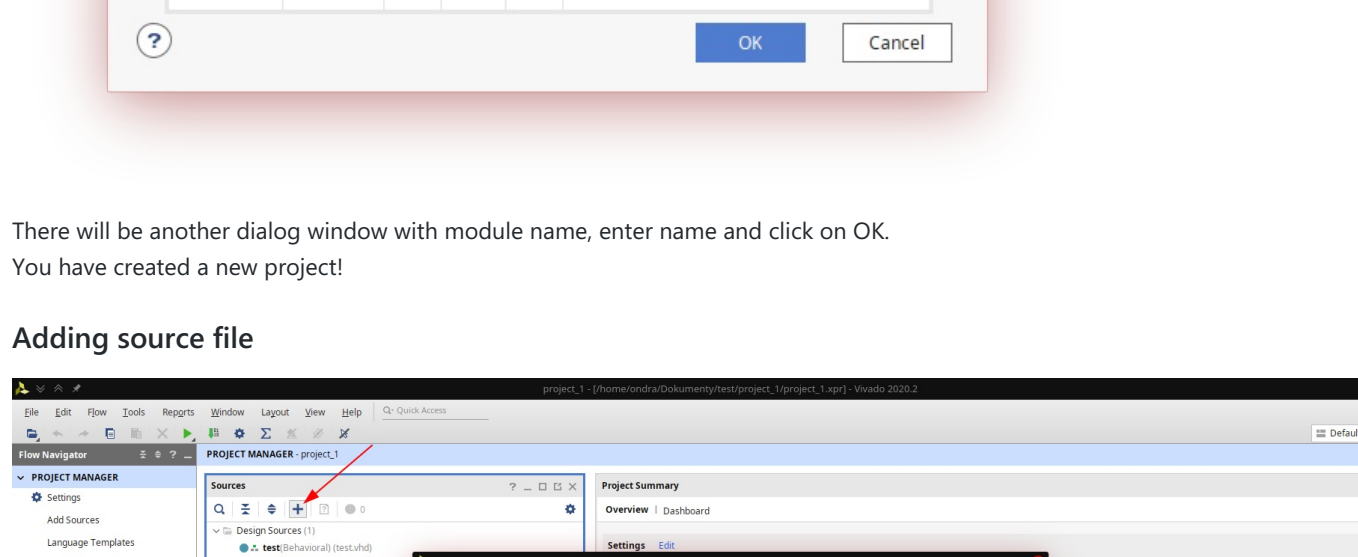 ?
OK Cancel
There will be another dialog window with module name, enter name and click on OK.
You have created a new project!
Adding source file
project_1 - [/home/ondra/Dokumenty/test/project_1/project_1.xpr] - Vivado 2020.2
File Edit Flow Tools Reports Window Layout View Help Quick Access
Defaul
Flow Navigator ? PROJECT MANAGER - project_1
PROJECT MANAGER
Sources ? Project Summary
Settings
0 Overview | Dashboard
Add Sources
Design Sources (1)
Language Templates
test(Behavioral) (test.vhd) Settings Edit